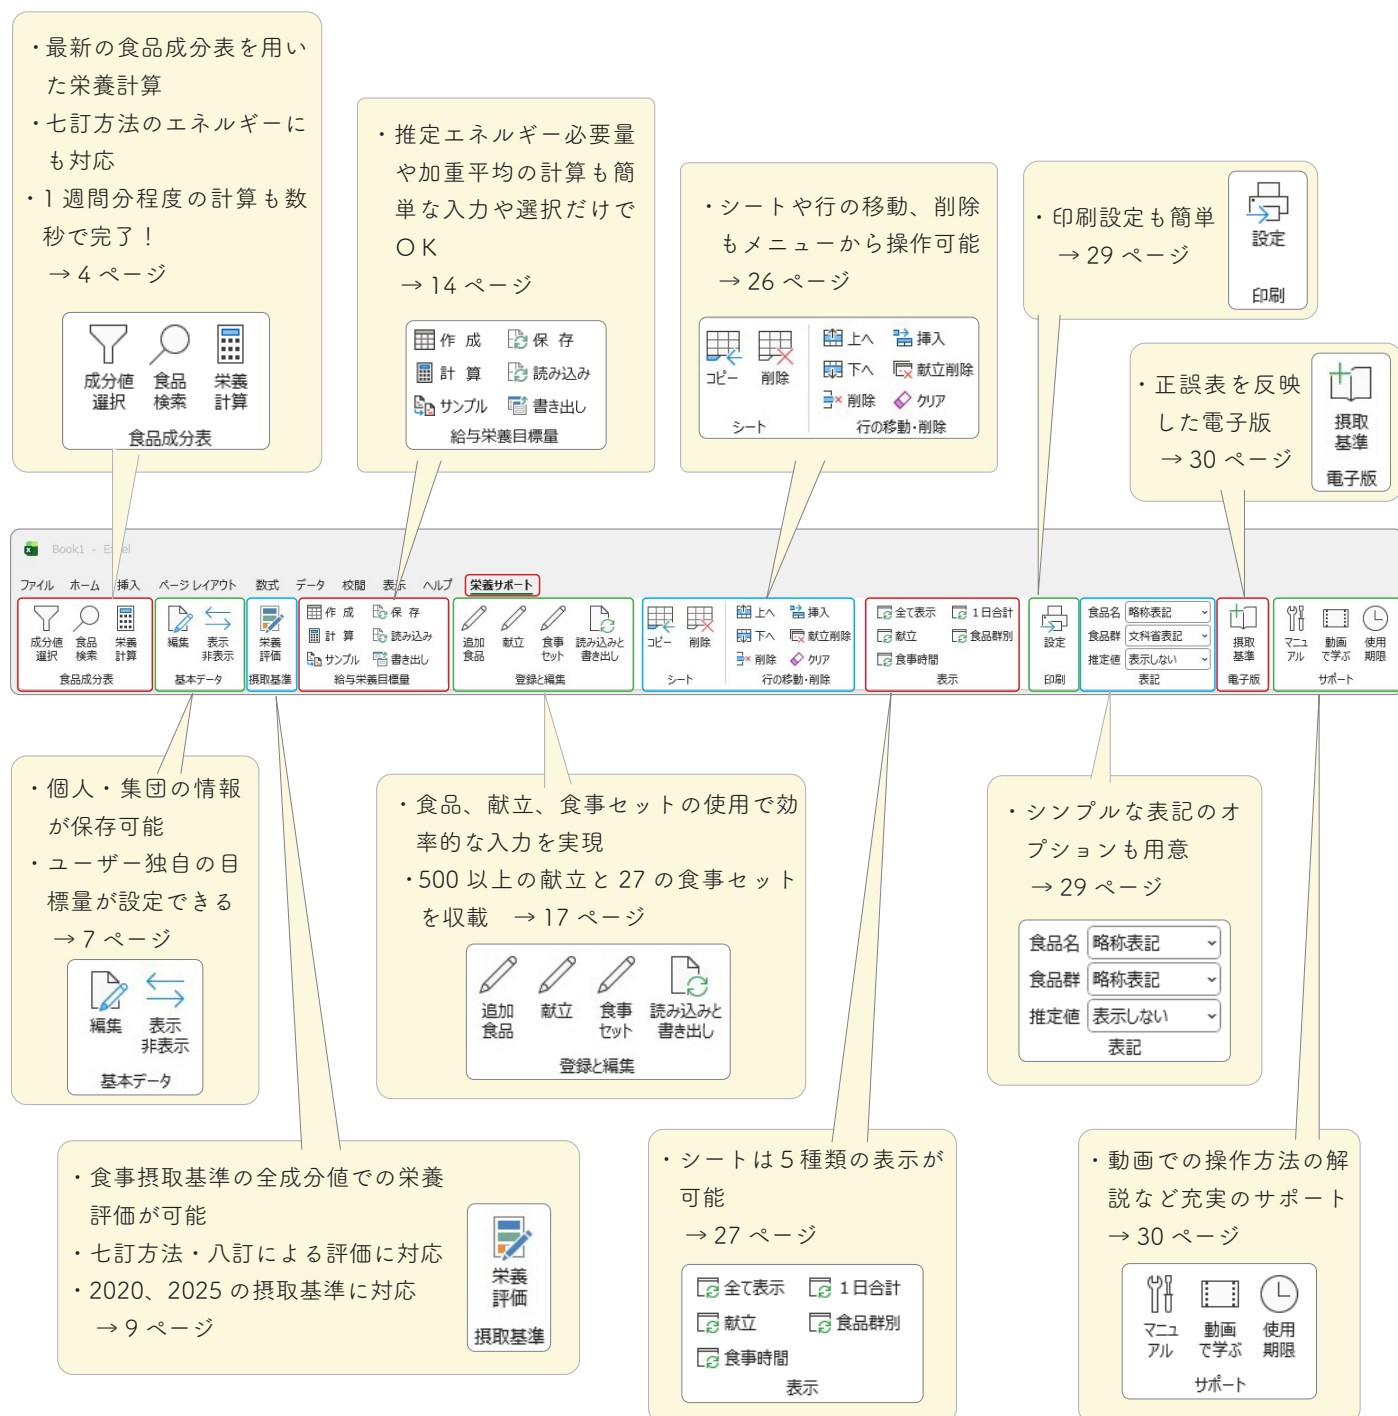 ・最新の食品成分表を用い
た栄養計算
・七訂方法のエネルギーに
も対応
・1週間分程度の計算も数
秒で完了！
→4ページ
成分値
選択
食品
検索
栄養
計算
食品成分表
・推定エネルギー必要量
や加重平均の計算も簡
単な入力や選択だけで
ＯＫ
→14ページ
作 成
保 存
計 算
読み込み
サンプル
書き出し
給与栄養目標量
・シートや行の移動、削除
もメニューから操作可能
→26ページ
コピー
削除
シート
上へ
挿入
下へ
献立削除
削除
クリア
行の移動・削除
・印刷設定も簡単
→29ページ
設定
印刷
・正誤表を反映
した電子版
→30ページ
摂取
基準
電子版
Book1 - Excel
ファイル ホーム 挿入 ページ レイアウト 数式 データ 校閲 表示 ヘルプ 栄養サポート
成分値
選択
食品
検索
栄養
計算
食品成分表
編集
表示
非表示
基本データ
栄養
評価
摂取基準
作 成
保 存
計 算
読み込み
サンプル
書き出し
給与栄養目標量
追加
食品
献立
食事
セット
読み込みと
書き出し
登録と編集
コピー
削除
シート
上へ
挿入
下へ
献立削除
削除
クリア
行の移動・削除
全て表示
1日合計
献立
食品群別
食事時間
表示
設定
印刷
食品名 略称表記
食品群 文科省表記
推定値 表示しない
表記
摂取
基準
電子版
マニュ
アル
動画
で学ぶ
使用
期限
サポート
・個人・集団の情報
が保存可能
・ユーザー独自の目
標量が設定できる
→7ページ
編集
表示
非表示
基本データ
・食品、献立、食事セットの使用で効
率的な入力を実現
・500以上の献立と27の食事セット
を収載 →17ページ
追加
食品
献立
食事
セット
読み込みと
書き出し
登録と編集
・シンプルな表記のオ
プションも用意
→29ページ
食品名 略称表記
食品群 略称表記
推定値 表示しない
表記
・食事摂取基準の全成分値での栄養
評価が可能
・七訂方法・八訂による評価に対応
・2020、2025の摂取基準に対応
→9ページ
栄養
評価
摂取基準
・シートは5種類の表示が
可能
→27ページ
全て表示
1日合計
献立
食品群別
食事時間
表示
・動画での操作方法の解
説など充実のサポート
→30ページ
マニュ
アル
動画
で学ぶ
使用
期限
サポート